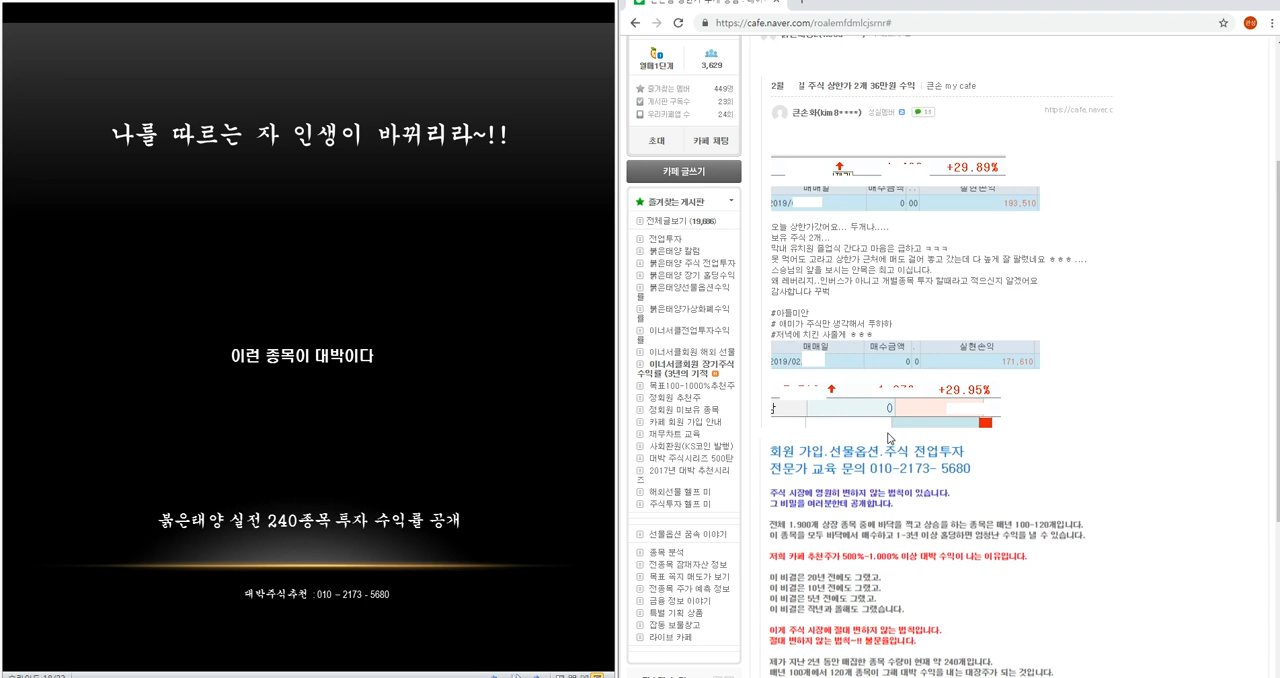 나를 따르는 자 인생이 바뀌리라~!!
이런 종목이 대박이다
붉은태양 실전 240종목 투자 수익률 공개
대박주식추천 : 010 – 2173 - 5680
https://cafe.naver.com/roalemfdmlcjsrnr#
열매1단계
3,629
즐겨찾는 멤버 449명
게시판 구독수 23회
우리카페앱 수 24회
초대 카페 채팅
카페 글쓰기
즐겨찾는 게시판
전체글보기 (19,686)
전업투자
붉은태양 칼럼
붉은태양 주식 전업투자
붉은태양 장기 홀딩수익
붉은태양선물옵션수익
률
붉은태양가상화폐수익
률
이너서클전업투자수익
률
이너서클회원 해외 선물
이너서클회원 장기주식
수익률 (3년의 기적
목표100-1000%추천주
정회원 추천주
정회원 미보유 종목
카페 회원 가입 안내
재무차트 교육
사회환원(KS코인 발행)
대박 주식시리즈 500탄
2017년 대박 추천시리
즈
해외선물 헬프 미
주식투자 헬프 미
선물옵션 꿈속 이야기
종목 분석
전종목 잠재자산 정보
목표 꼭지 매도가 보기
전종목 주가 예측 정보
금융 정보 이야기
특별 기획 상품
잡동 보물창고
라이브 카페
2월 주식 상한가 2개 36만원 수익 | 큰손 my cafe
큰손화(kim8****) 성실멤버 11
https://cafe.naver.c
+29.89%
매매일 매수금액 .. 실현손익
2019/ 0 00 193,510
오늘 상한가갔어요... 두개나.....
보유 주식 2개...
막내 유치원 졸업식 간다고 마음은 급하고 ㅋㅋㅋ
못 먹어도 고라고 상한가 근처에 매도 걸어 놓고 갔는데 다 높게 잘 팔렸네요 ㅎㅎㅎ ....
스승님의 앞을 보시는 안목은 최고 이십니다.
왜 레버리지..인버스가 아니고 개별종목 투자 할때라고 적으신지 알겠어요
감사합니다 꾸벅
#아들미안
# 애미가 주식만 생각해서 푸하하
#저녁에 치킨 사줄게 ㅎㅎㅎ
매매일 매수금액 . 실현손익
2019/02 0 0 171,610
+29.95%
0
회원 가입.선물옵션.주식 전업투자
전문가 교육 문의 010-2173- 5680
주식 시장에 영원히 변하지 않는 법칙이 있습니다.
그 비밀을 여러분한테 공개합니다.
전체 1.900개 상장 종목 중에 바닥을 찍고 상승을 하는 종목은 매년 100-120개입니다.
이 종목을 모두 바닥에서 매수하고 1-3년 이상 홀딩하면 엄청난 수익을 낼 수 있습니다.
저희 카페 추천주가 500%-1.000% 이상 대박 수익이 나는 이유입니다.
이 비결은 20년 전에도 그랬고.
이 비결은 10년 전에도 그랬고.
이 비결은 5년 전에도 그랬고.
이 비결은 작년과 올해도 그랬습니다.
이게 주식 시장에 절대 변하지 않는 법칙입니다.
절대 변하지 않는 법칙~!! 불문율입니다.
제가 지난 2년 동안 매집한 종목 수량이 현재 약 240개입니다.
매년 100개에서 120개 종목이 그해 대박 수익을 내는 대장주가 되는 것입니다.